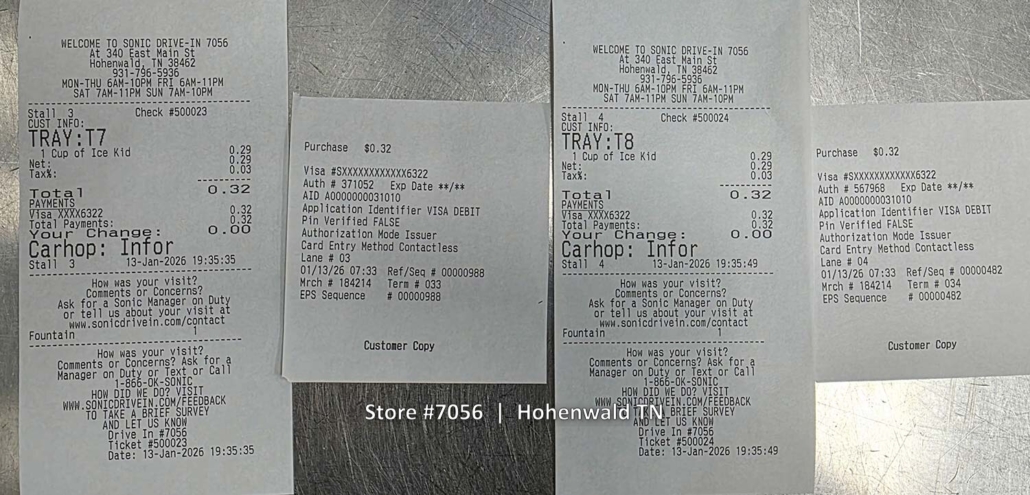 WELCOME TO SONIC DRIVE-IN 7056
At 340 East Main St
Hohenwald, TN 38462
931-796-5936
MON-THU 6AM-10PM FRI 6AM-11PM
SAT 7AM-11PM SUN 7AM-10PM
Stall 3 Check #500023
CUST INFO:
TRAY:T7
1 Cup of Ice Kid 0.29
Net: 0.29
Tax%: 0.03
Total 0.32
PAYMENTS
Visa XXXX6322 0.32
Total Payments: 0.32
Your Change: 0.00
Carhop: Infor
Stall 3 13-Jan-2026 19:35:35
How was your visit?
Comments or Concerns?
Ask for a Sonic Manager on Duty
or tell us about your visit at
www.sonicdrivein.com/contact
Fountain 1
How was your visit?
Comments or Concerns? Ask for a
Manager on Duty or Text or Call
1-866-OK-SONIC
HOW DID WE DO? VISIT
WWW.SONICDRIVEIN.COM/FEEDBACK
TO TAKE A BRIEF SURVEY
AND LET US KNOW
Drive In #7056
Ticket #500023
Date: 13-Jan-2026 19:35:35
Purchase $0.32
Visa #SXXXXXXXXXXXX6322
Auth # 371052 Exp Date **/**
AID A0000000031010
Application Identifier VISA DEBIT
Pin Verified FALSE
Authorization Mode Issuer
Card Entry Method Contactless
Lane # 03
01/13/26 07:33 Ref/Seq # 00000988
Mrch # 184214 Term # 033
EPS Sequence # 00000988
Customer Copy
WELCOME TO SONIC DRIVE-IN 7056
At 340 East Main St
Hohenwald, TN 38462
931-796-5936
MON-THU 6AM-10PM FRI 6AM-11PM
SAT 7AM-11PM SUN 7AM-10PM
Stall 4 Check #500024
CUST INFO:
TRAY:T8
1 Cup of Ice Kid 0.29
Net: 0.29
Tax%: 0.03
Total 0.32
PAYMENTS
Visa XXXX6322 0.32
Total Payments: 0.32
Your Change: 0.00
Carhop: Infor
Stall 4 13-Jan-2026 19:35:49
How was your visit?
Comments or Concerns?
Ask for a Sonic Manager on Duty
or tell us about your visit at
www.sonicdrivein.com/contact
Fountain 1
How was your visit?
Comments or Concerns? Ask for a
Manager on Duty or Text or Call
1-866-OK-SONIC
HOW DID WE DO? VISIT
WWW.SONICDRIVEIN.COM/FEEDBACK
TO TAKE A BRIEF SURVEY
AND LET US KNOW
Drive In #7056
Ticket #500024
Date: 13-Jan-2026 19:35:49
Purchase $0.32
Visa #SXXXXXXXXXXXX6322
Auth # 567968 Exp Date **/**
AID A0000000031010
Application Identifier VISA DEBIT
Pin Verified FALSE
Authorization Mode Issuer
Card Entry Method Contactless
Lane # 04
01/13/26 07:33 Ref/Seq # 00000482
Mrch # 184214 Term # 034
EPS Sequence # 00000482
Customer Copy
Store #7056 | Hohenwald TN